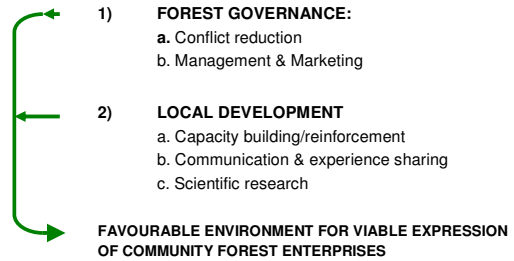 1) FOREST GOVERNANCE:
a. Conflict reduction
b. Management & Marketing
2) LOCAL DEVELOPMENT
a. Capacity building/reinforcement
b. Communication & experience sharing
c. Scientific research
FAVOURABLE ENVIRONMENT FOR VIABLE EXPRESSION
OF COMMUNITY FOREST ENTERPRISES